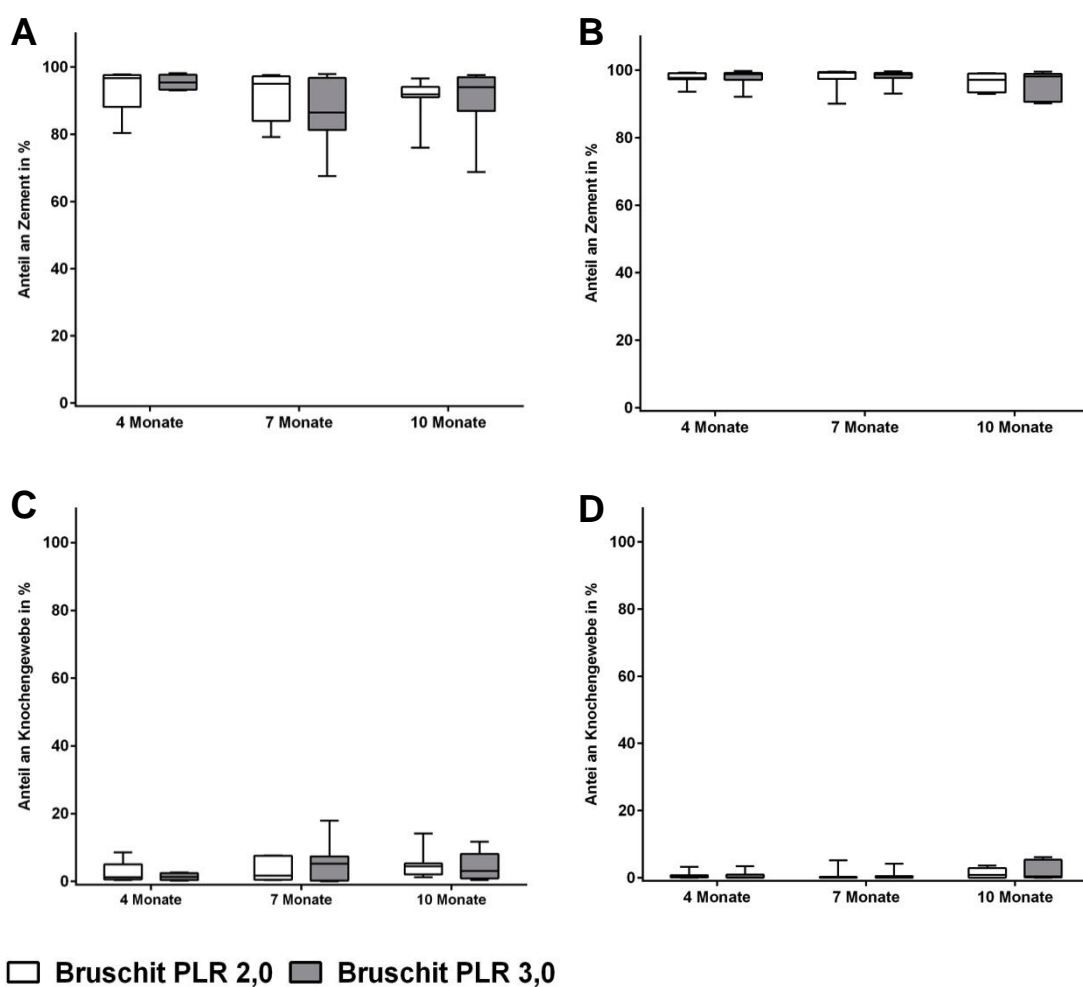 A
Anteil an Zement in %
100
80
60
40
20
0
4 Monate 7 Monate 10 Monate
B
Anteil an Zement in %
100
80
60
40
20
0
4 Monate 7 Monate 10 Monate
C
Anteil an Knochengewebe in %
100
80
60
40
20
0
4 Monate 7 Monate 10 Monate
D
Antei an Knochengewebe in %
100
80
60
40
20
0
4 Monate 7 Monate 10 Monate
Bruschit PLR 2,0 Bruschit PLR 3,0